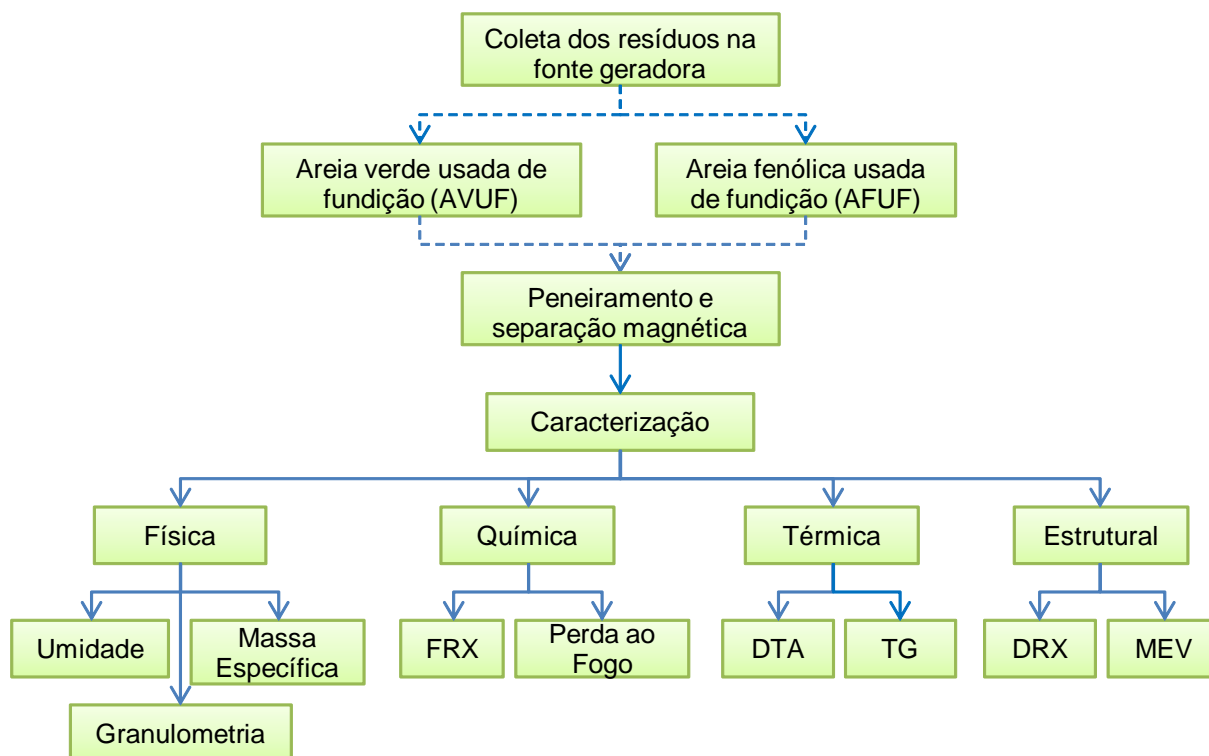 Coleta dos resíduos na
fonte geradora
Areia verde usada de
fundição (AVUF)
Areia fenólica usada
de fundição (AFUF)
Peneiramento e
separação magnética
Caracterização
Física
Química
Térmica
Estrutural
Umidade
Massa
Específica
Granulometria
FRX
Perda ao
Fogo
DTA
TG
DRX
MEV